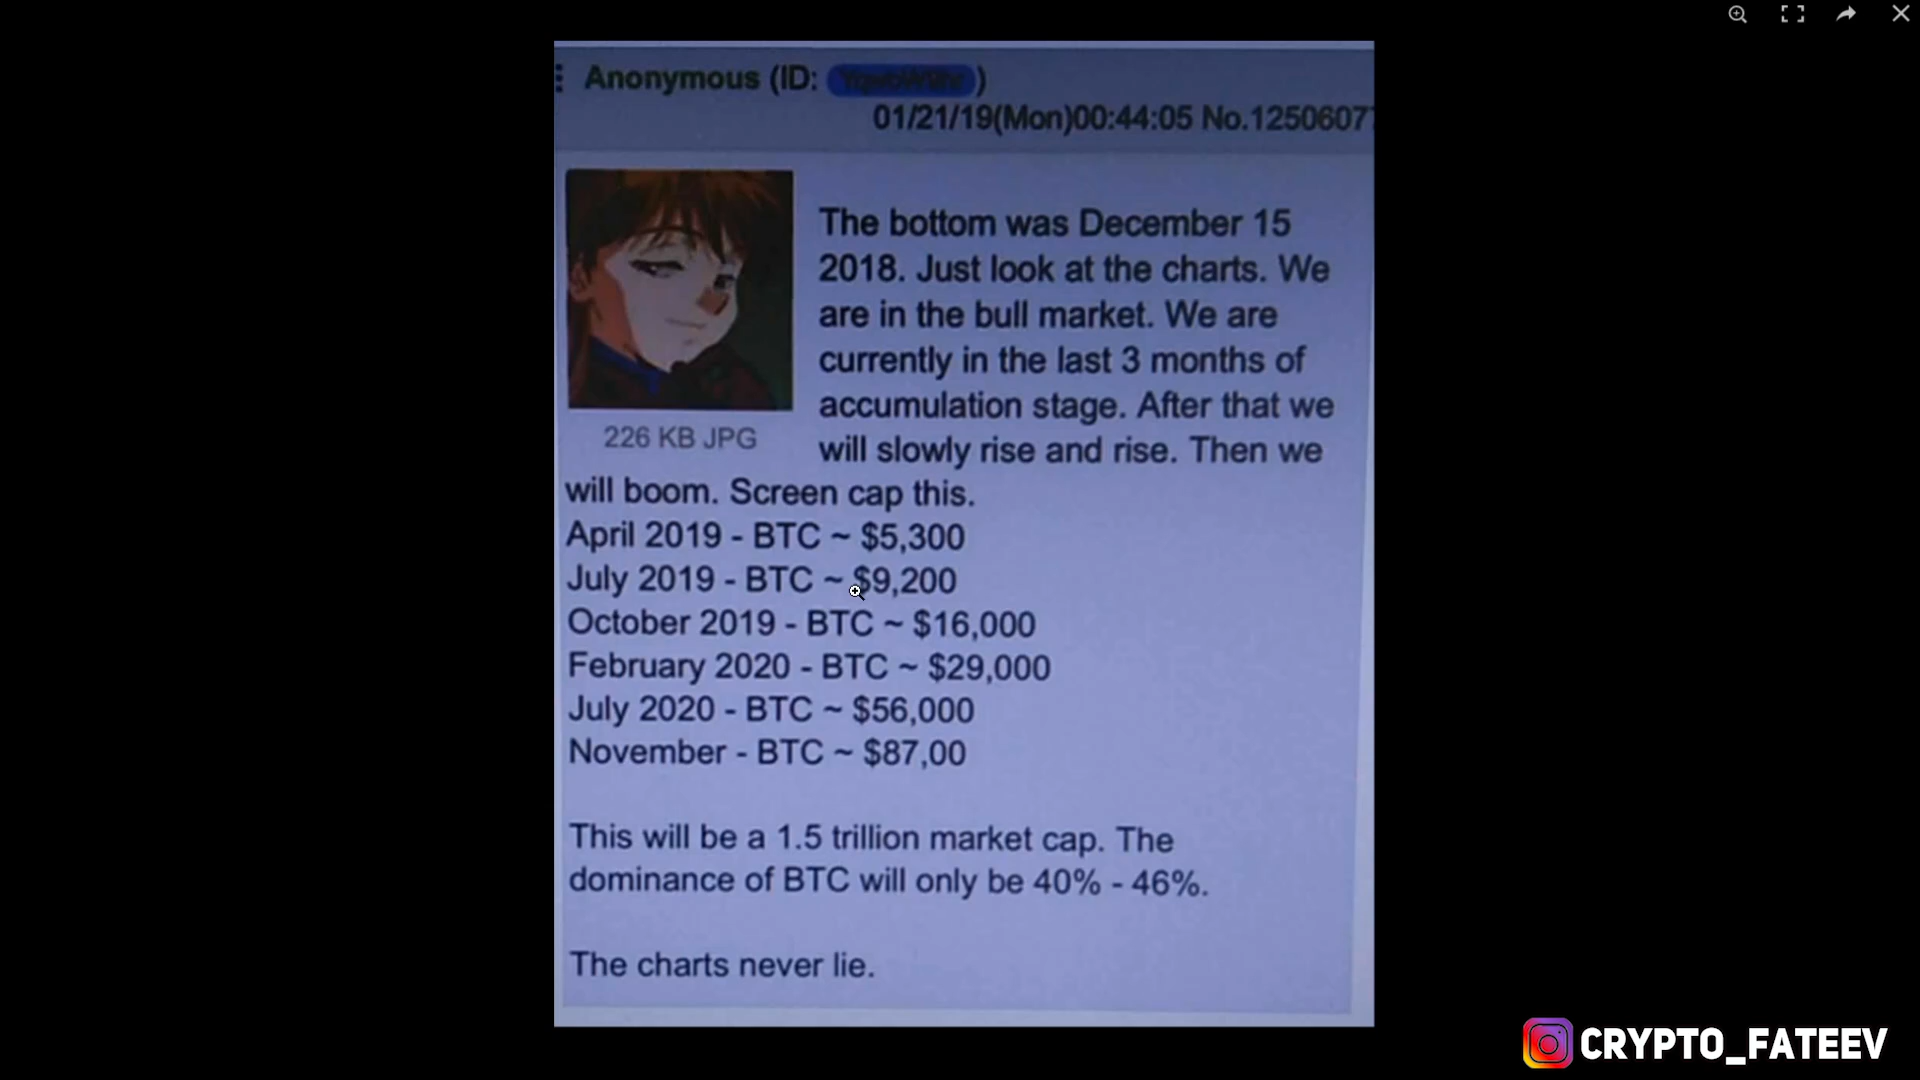 Anonymous (ID: )
01/21/19(Mon)00:44:05 No.1250607
The bottom was December 15
2018. Just look at the charts. We
are in the bull market. We are
currently in the last 3 months of
accumulation stage. After that we
226 KB JPG
will slowly rise and rise. Then we
will boom. Screen cap this.
April 2019 - BTC ~ $5,300
July 2019 - BTC ~ $9,200
October 2019 - BTC ~ $16,000
February 2020 - BTC ~ $29,000
July 2020 - BTC ~ $56,000
November - BTC ~ $87,00
This will be a 1.5 trillion market cap. The
dominance of BTC will only be 40% - 46%.
The charts never lie.
CRYPTO_FATEEV